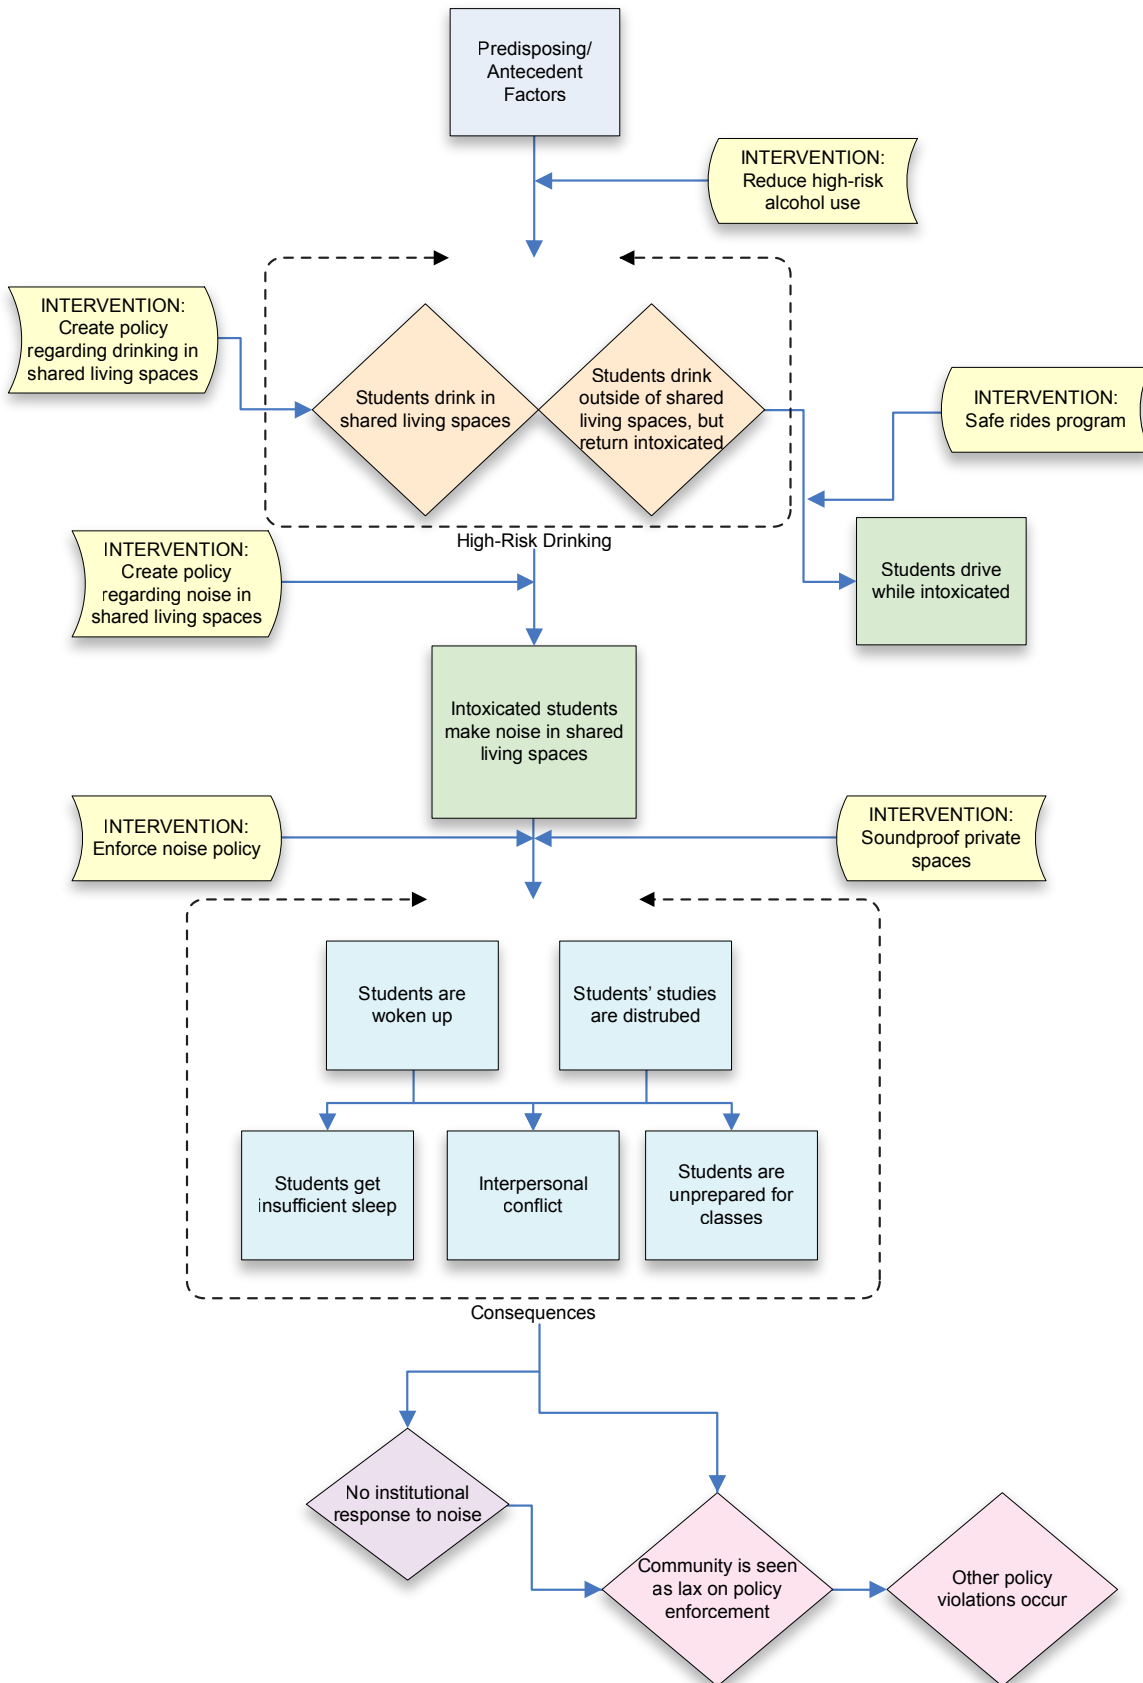 Predisposing/
Antecedent
Factors
INTERVENTION:
Reduce high-risk
alcohol use
INTERVENTION:
Create policy
regarding drinking in
shared living spaces
Students drink in
shared living spaces
Students drink
outside of shared
living spaces, but
return intoxicated
INTERVENTION:
Safe rides program
High-Risk Drinking
INTERVENTION:
Create policy
regarding noise in
shared living spaces
Students drive
while intoxicated
Intoxicated students
make noise in shared
living spaces
INTERVENTION:
Enforce noise policy
INTERVENTION:
Soundproof private
spaces
Students are
woken up
Students’ studies
are distrubed
Students get
insufficient sleep
Interpersonal
conflict
Students are
unprepared for
classes
Consequences
No institutional
response to noise
Community is seen
as lax on policy
enforcement
Other policy
violations occur